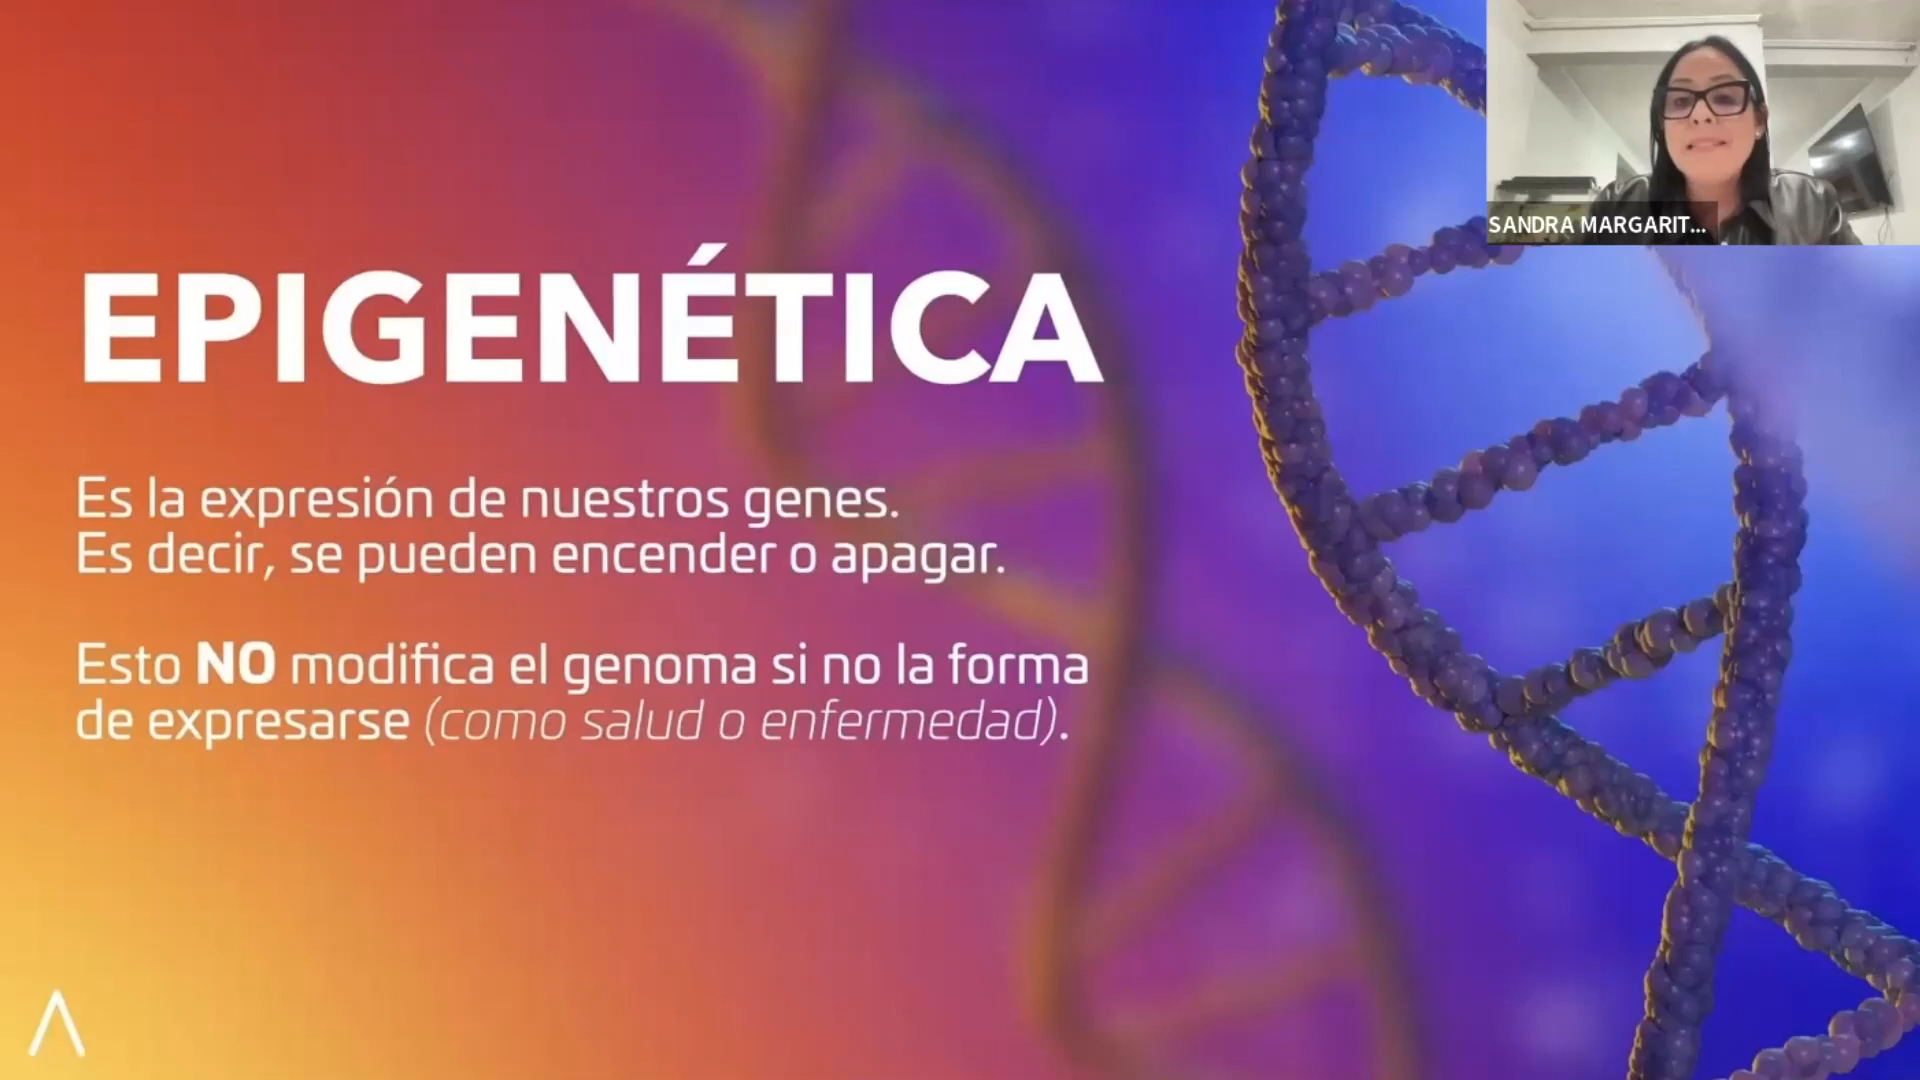 SANDRA MARGARIT...
EPIGENÉTICA
Es la expresión de nuestros genes.
Es decir, se pueden encender o apagar.
Esto NO modifica el genoma si no la forma
de expresarse (como salud o enfermedad).